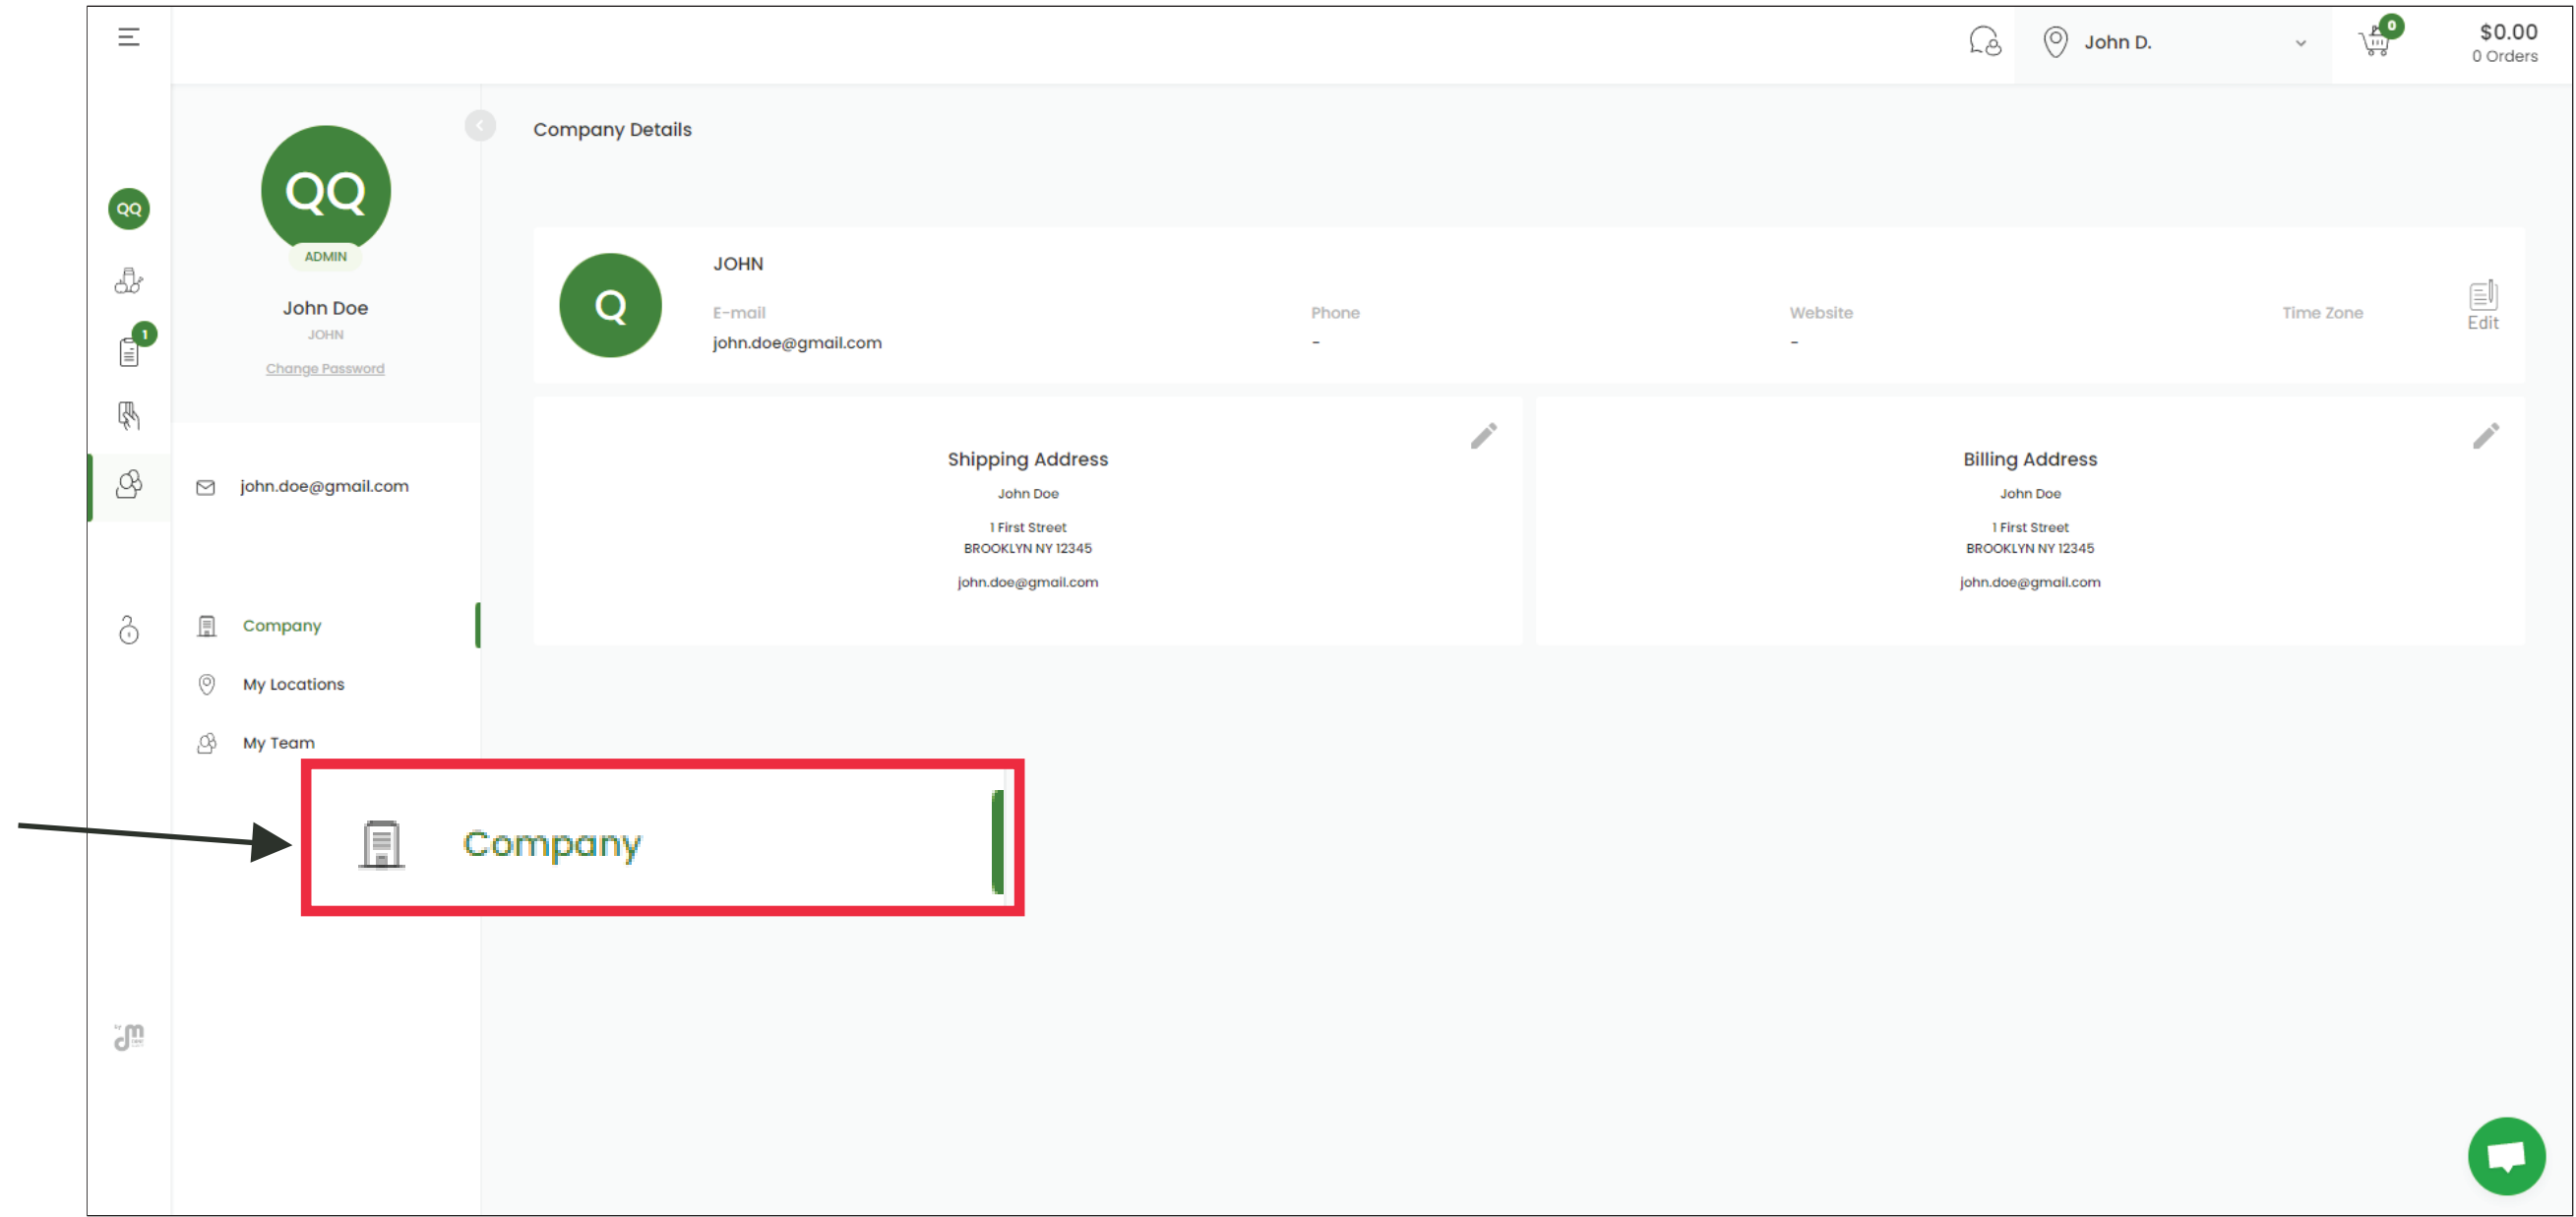 John D.
0
$0.00
0 Orders
Company Details
QQ
QQ
ADMIN
John Doe
JOHN
Change Password
1
Q
JOHN
E-mail
john.doe@gmail.com
Phone
-
Website
-
Time Zone
Edit
Shipping Address
John Doe
1 First Street
BROOKLYN NY 12345
john.doe@gmail.com
Billing Address
John Doe
1 First Street
BROOKLYN NY 12345
john.doe@gmail.com
john.doe@gmail.com
Company
My Locations
My Team
Company